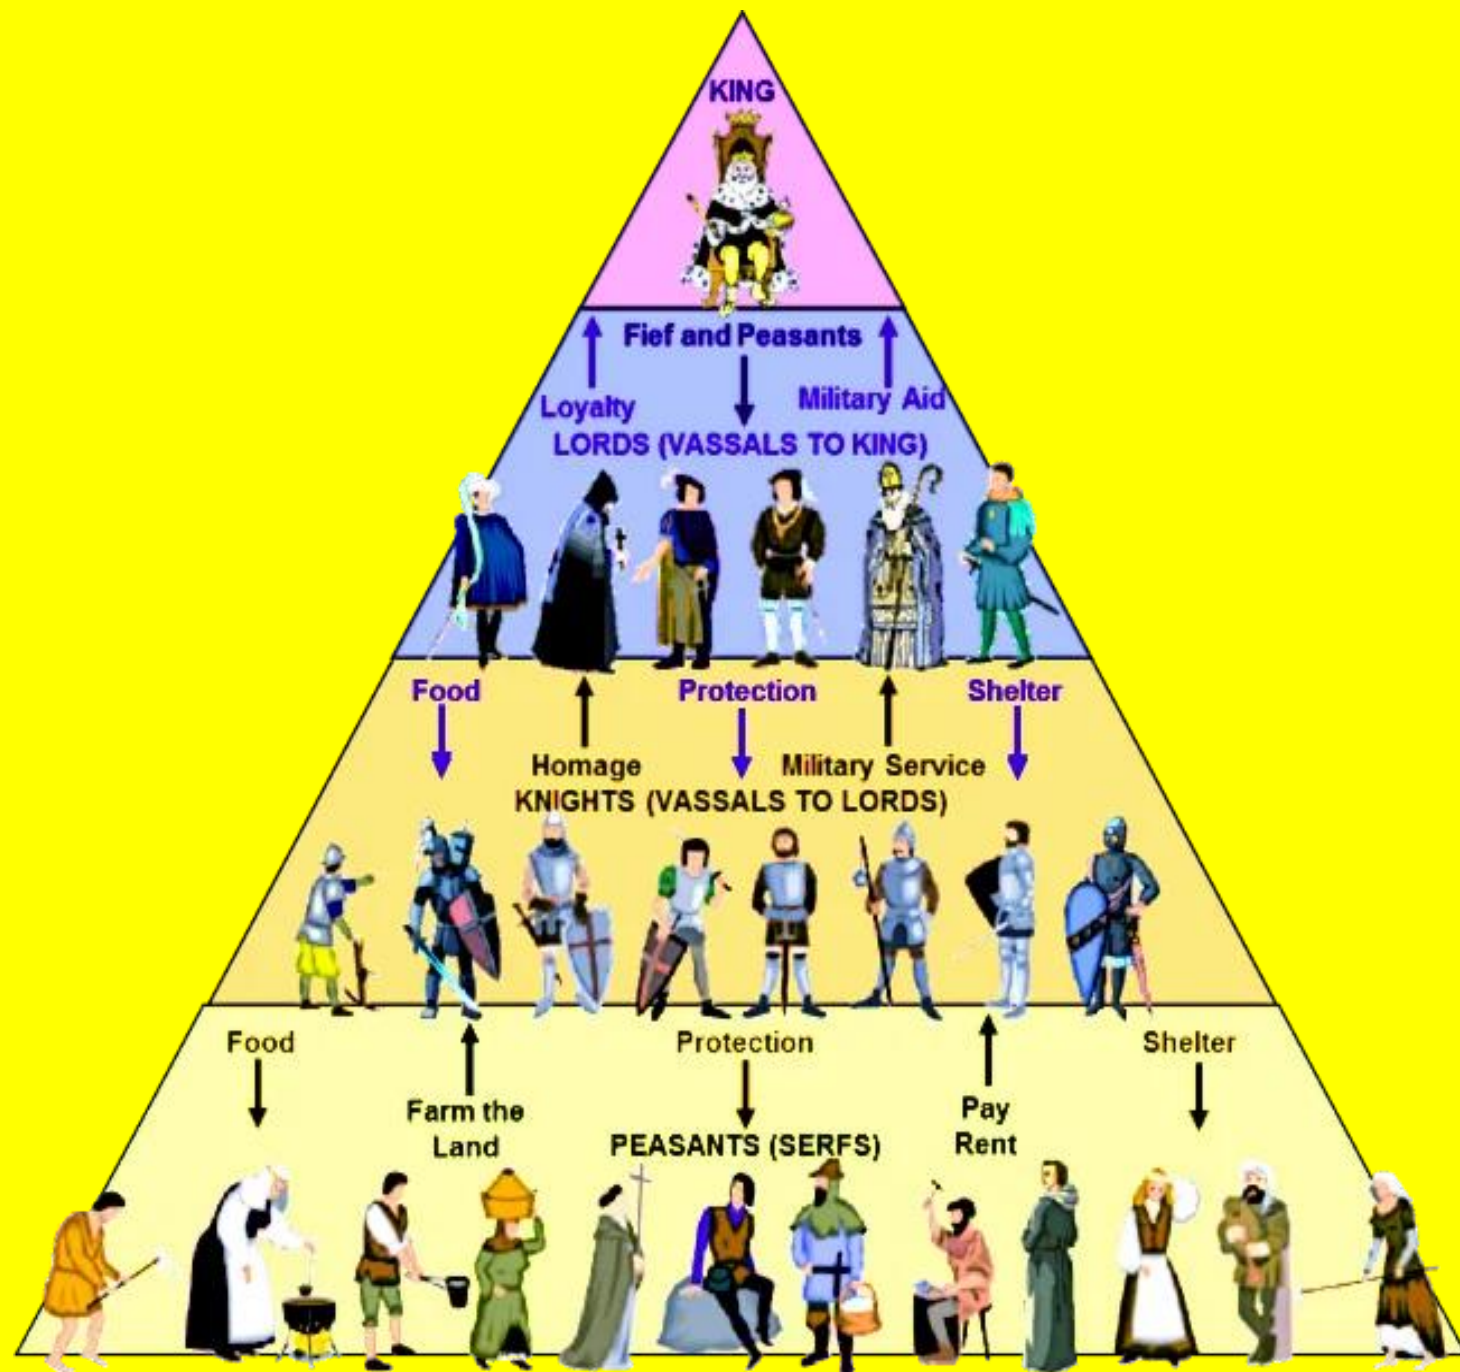 KING
Fief and Peasants
Loyalty
Military Aid
LORDS (VASSALS TO KING)
Food
Protection
Shelter
Homage
Military Service
KNIGHTS (VASSALS TO LORDS)
Food
Protection
Shelter
Farm the
Land
Pay
Rent
PEASANTS (SERFS)